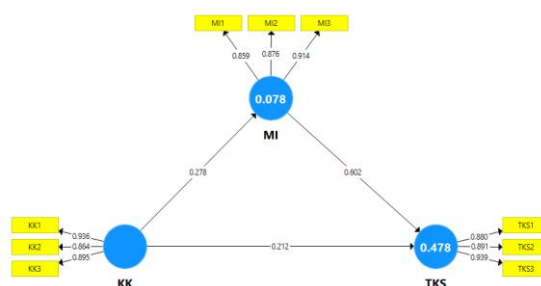 MI1 MI2 MI3
0.859 0.876 0.914
0.078
MI
0.278 0.602
KK1 0.936 0.880 TKS1
KK2 0.864 0.212 0.478 0.891 TKS2
KK3 0.895 0.939 TKS3
KK TKS